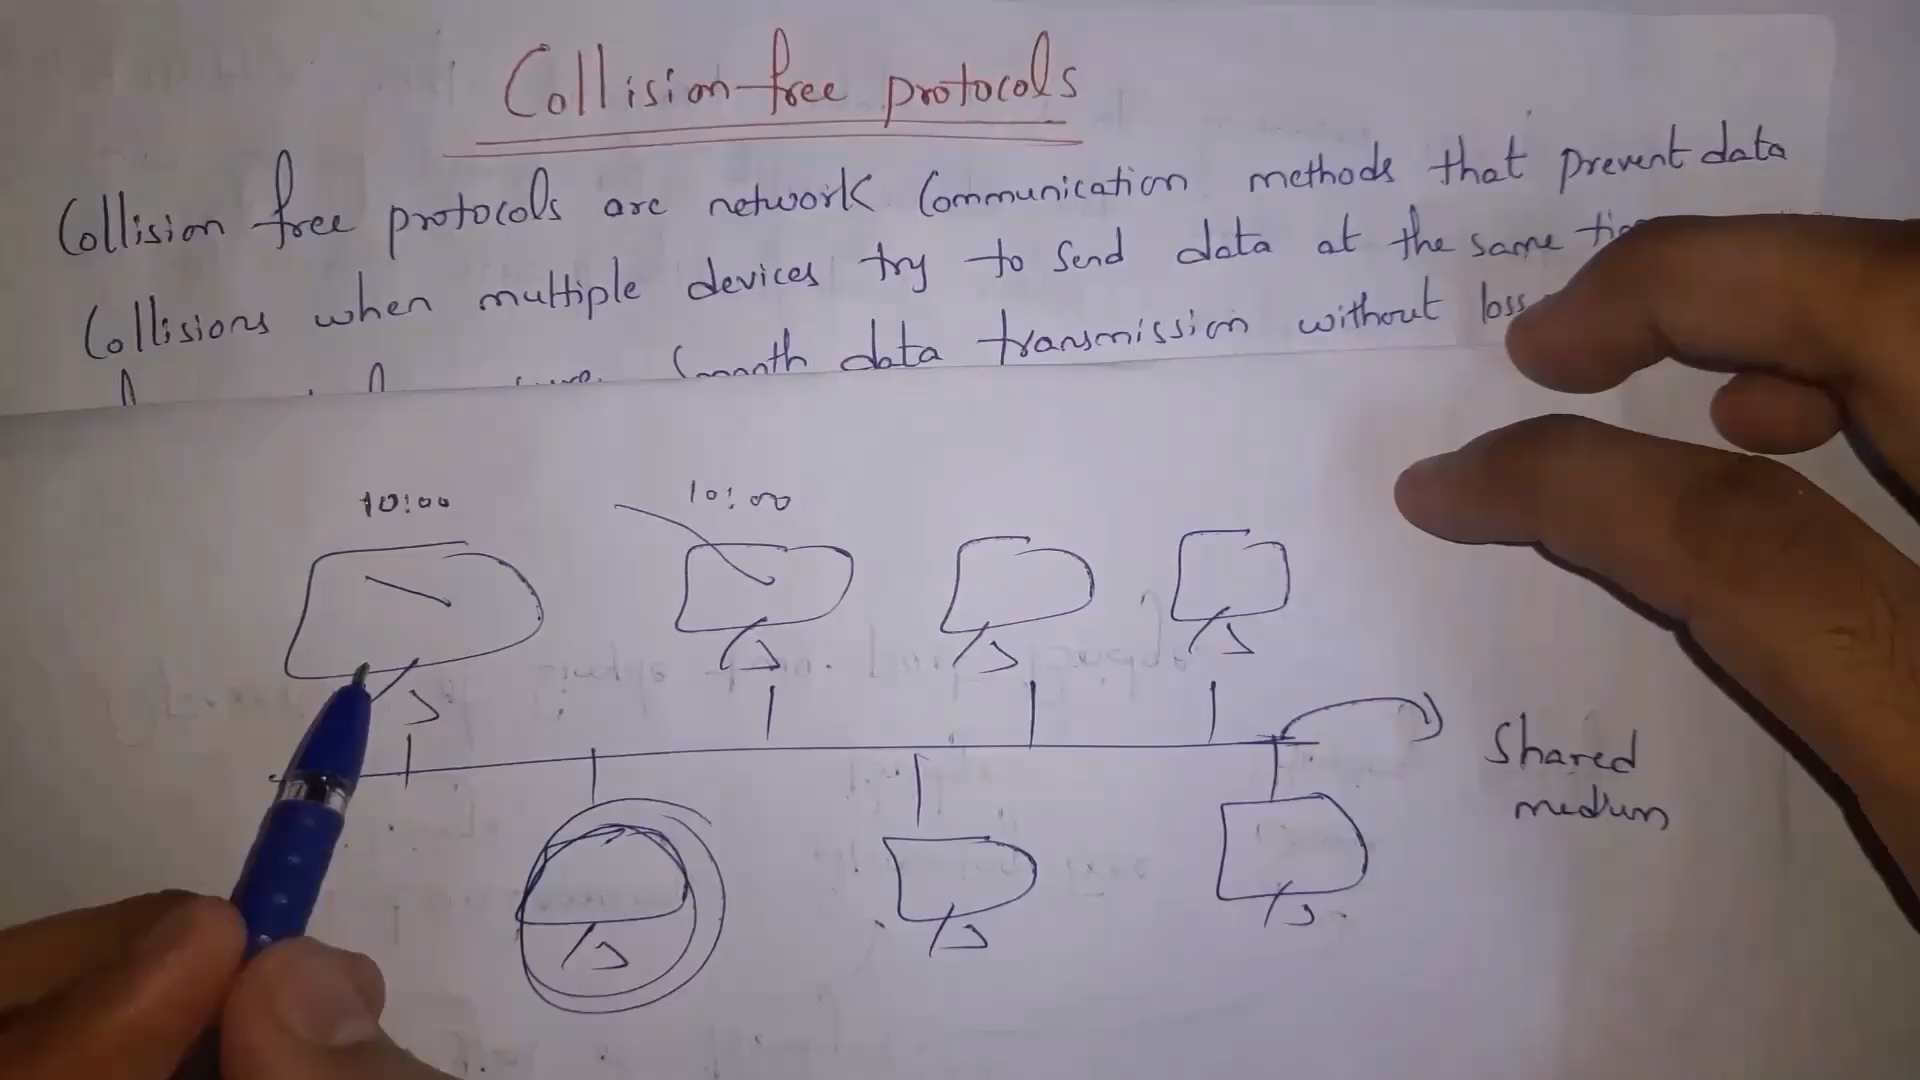 Collision-free protocols
Collision free protocols are network Communication methods that prevent data
Collisions when multiple devices try to Send data at the same
data transmission without loss
10:00
10:00
Shared
medium